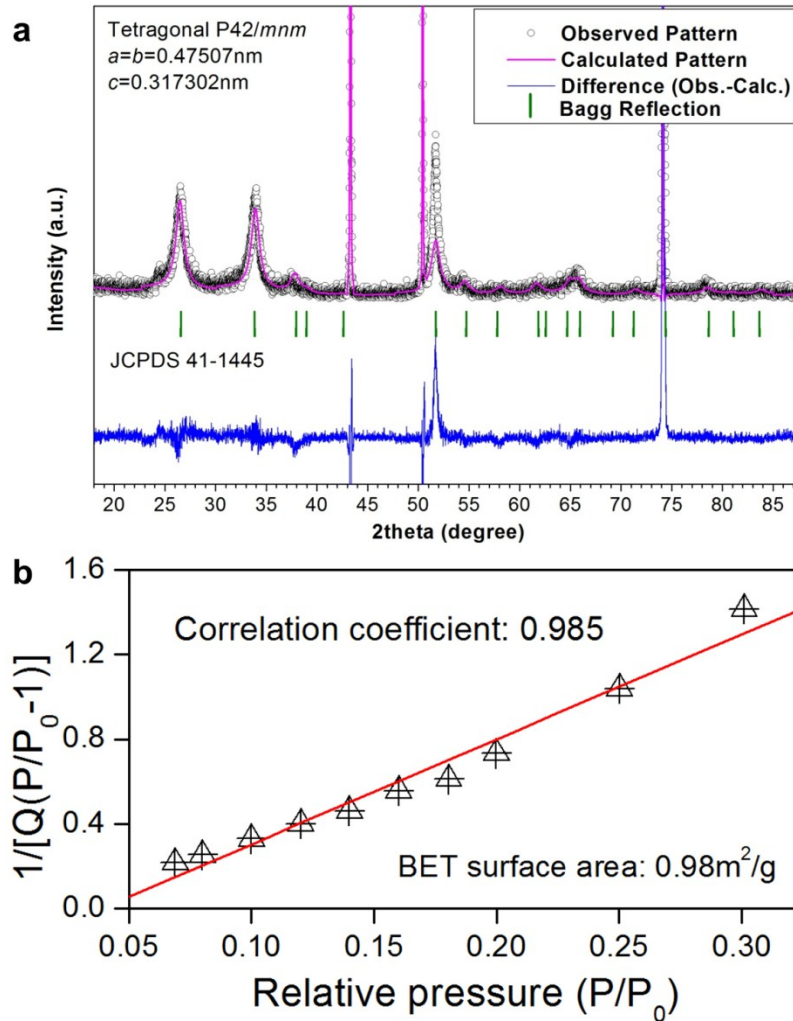 a
Tetragonal P42/mnm
a=b=0.47507nm
c=0.317302nm
Observed Pattern
Calculated Pattern
Difference (Obs.-Calc.)
Bagg Reflection
Intensity (a.u.)
JCPDS 41-1445
20 25 30 35 40 45 50 55 60 65 70 75 80 85
2theta (degree)
b
1.6
1.2
0.8
0.4
0.0
1/[Q(P/P₀-1)]
Correlation coefficient: 0.985
BET surface area: 0.98m²/g
0.05 0.10 0.15 0.20 0.25 0.30
Relative pressure (P/P₀)